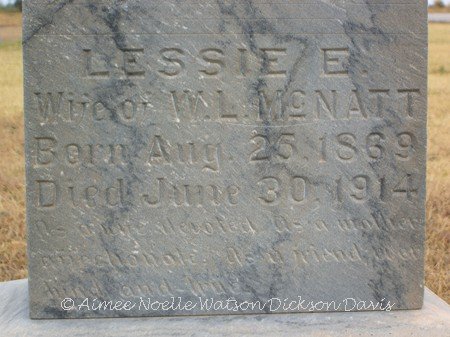 LESSIE E.
Wife of W.L. McNATT
Born Aug. 25, 1869
Died June 30, 1914
As a wife devoted As a mother
affectionate. As a friend ever
kind and true
©Aimee Noelle Watson Dickson Davis